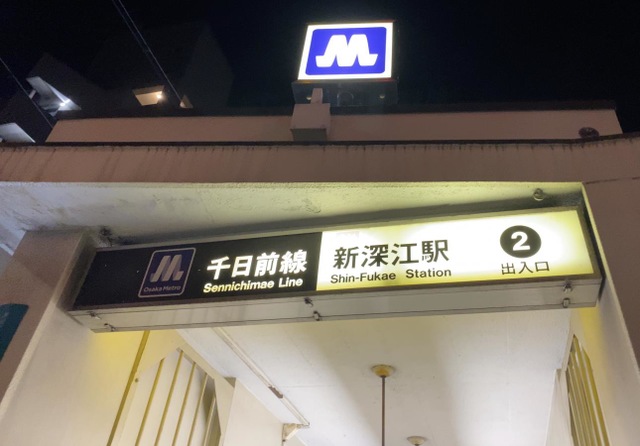 M
M
Osaka Metro
千日前線
Sennichimae Line
新深江駅
Shin-Fukae Station
2
出入口